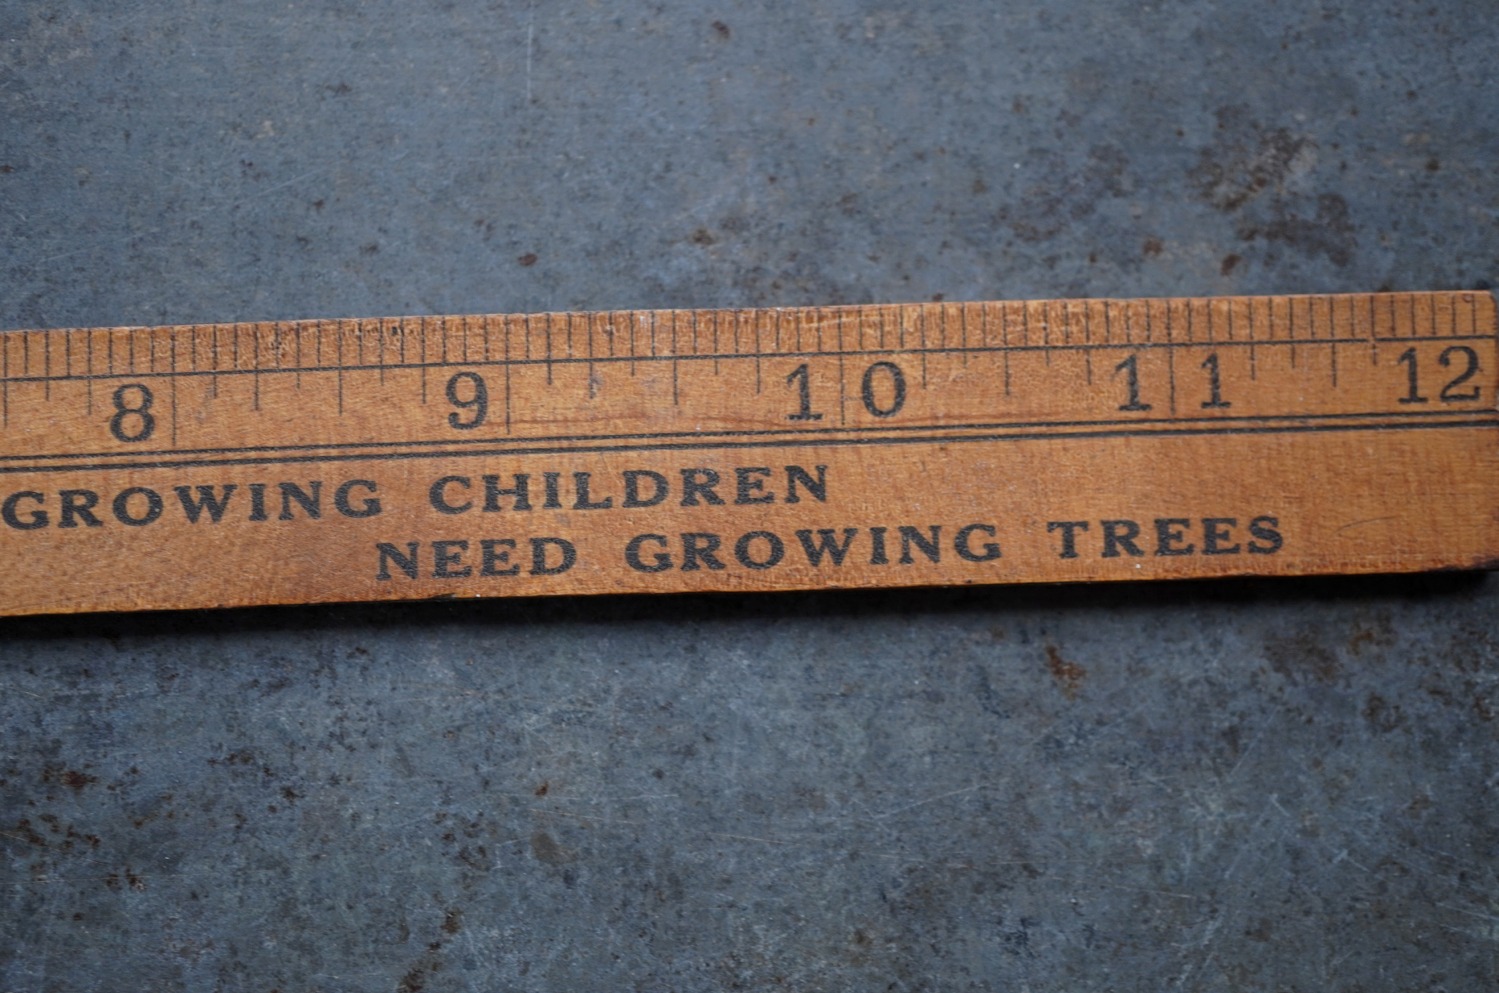 8 9 10 11 12
GROWING CHILDREN
NEED GROWING TREES